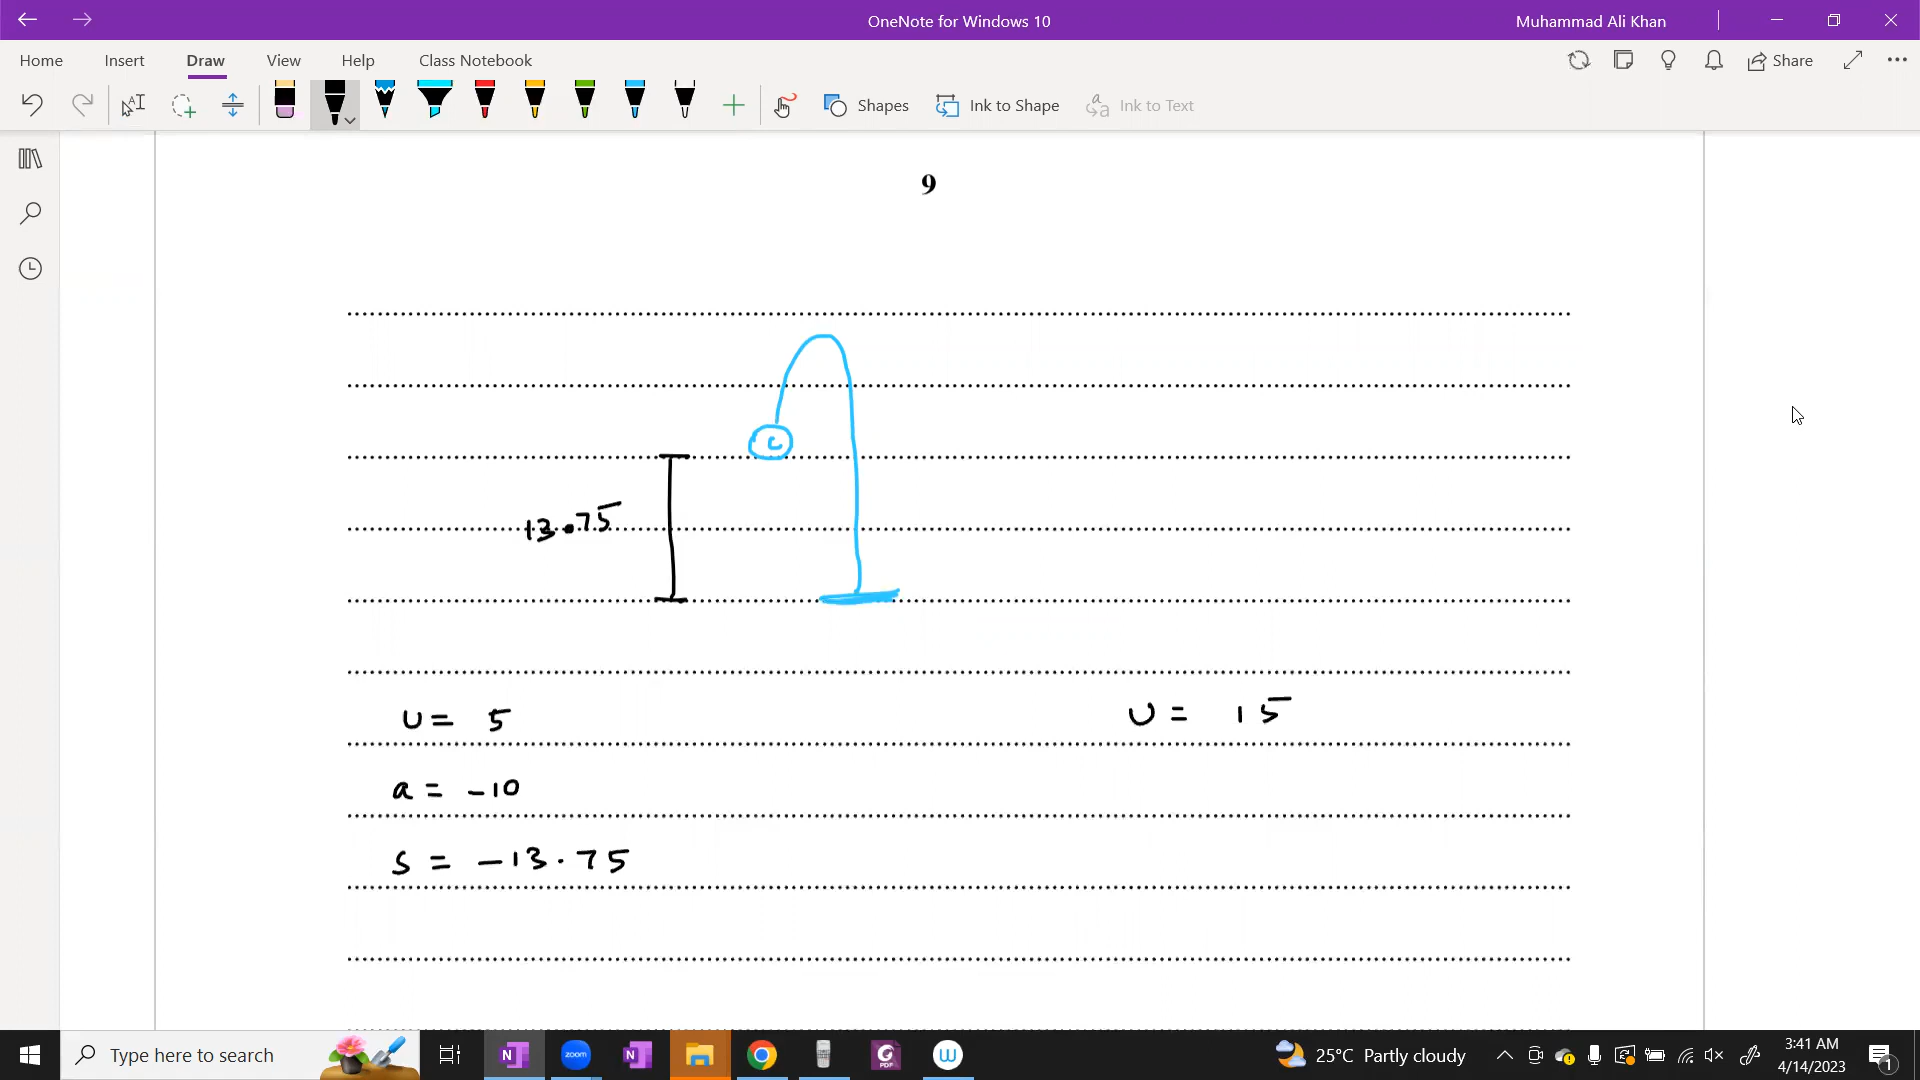 OneNote for Windows 10
Muhammad Ali Khan
Home Insert Draw View Help Class Notebook
Share
Shapes Ink to Shape Ink to Text
9
c
13.75
u = 5
u = 15
a = -10
s = -13.75
Type here to search
zoom
25°C Partly cloudy
3:41 AM
4/14/2023
1